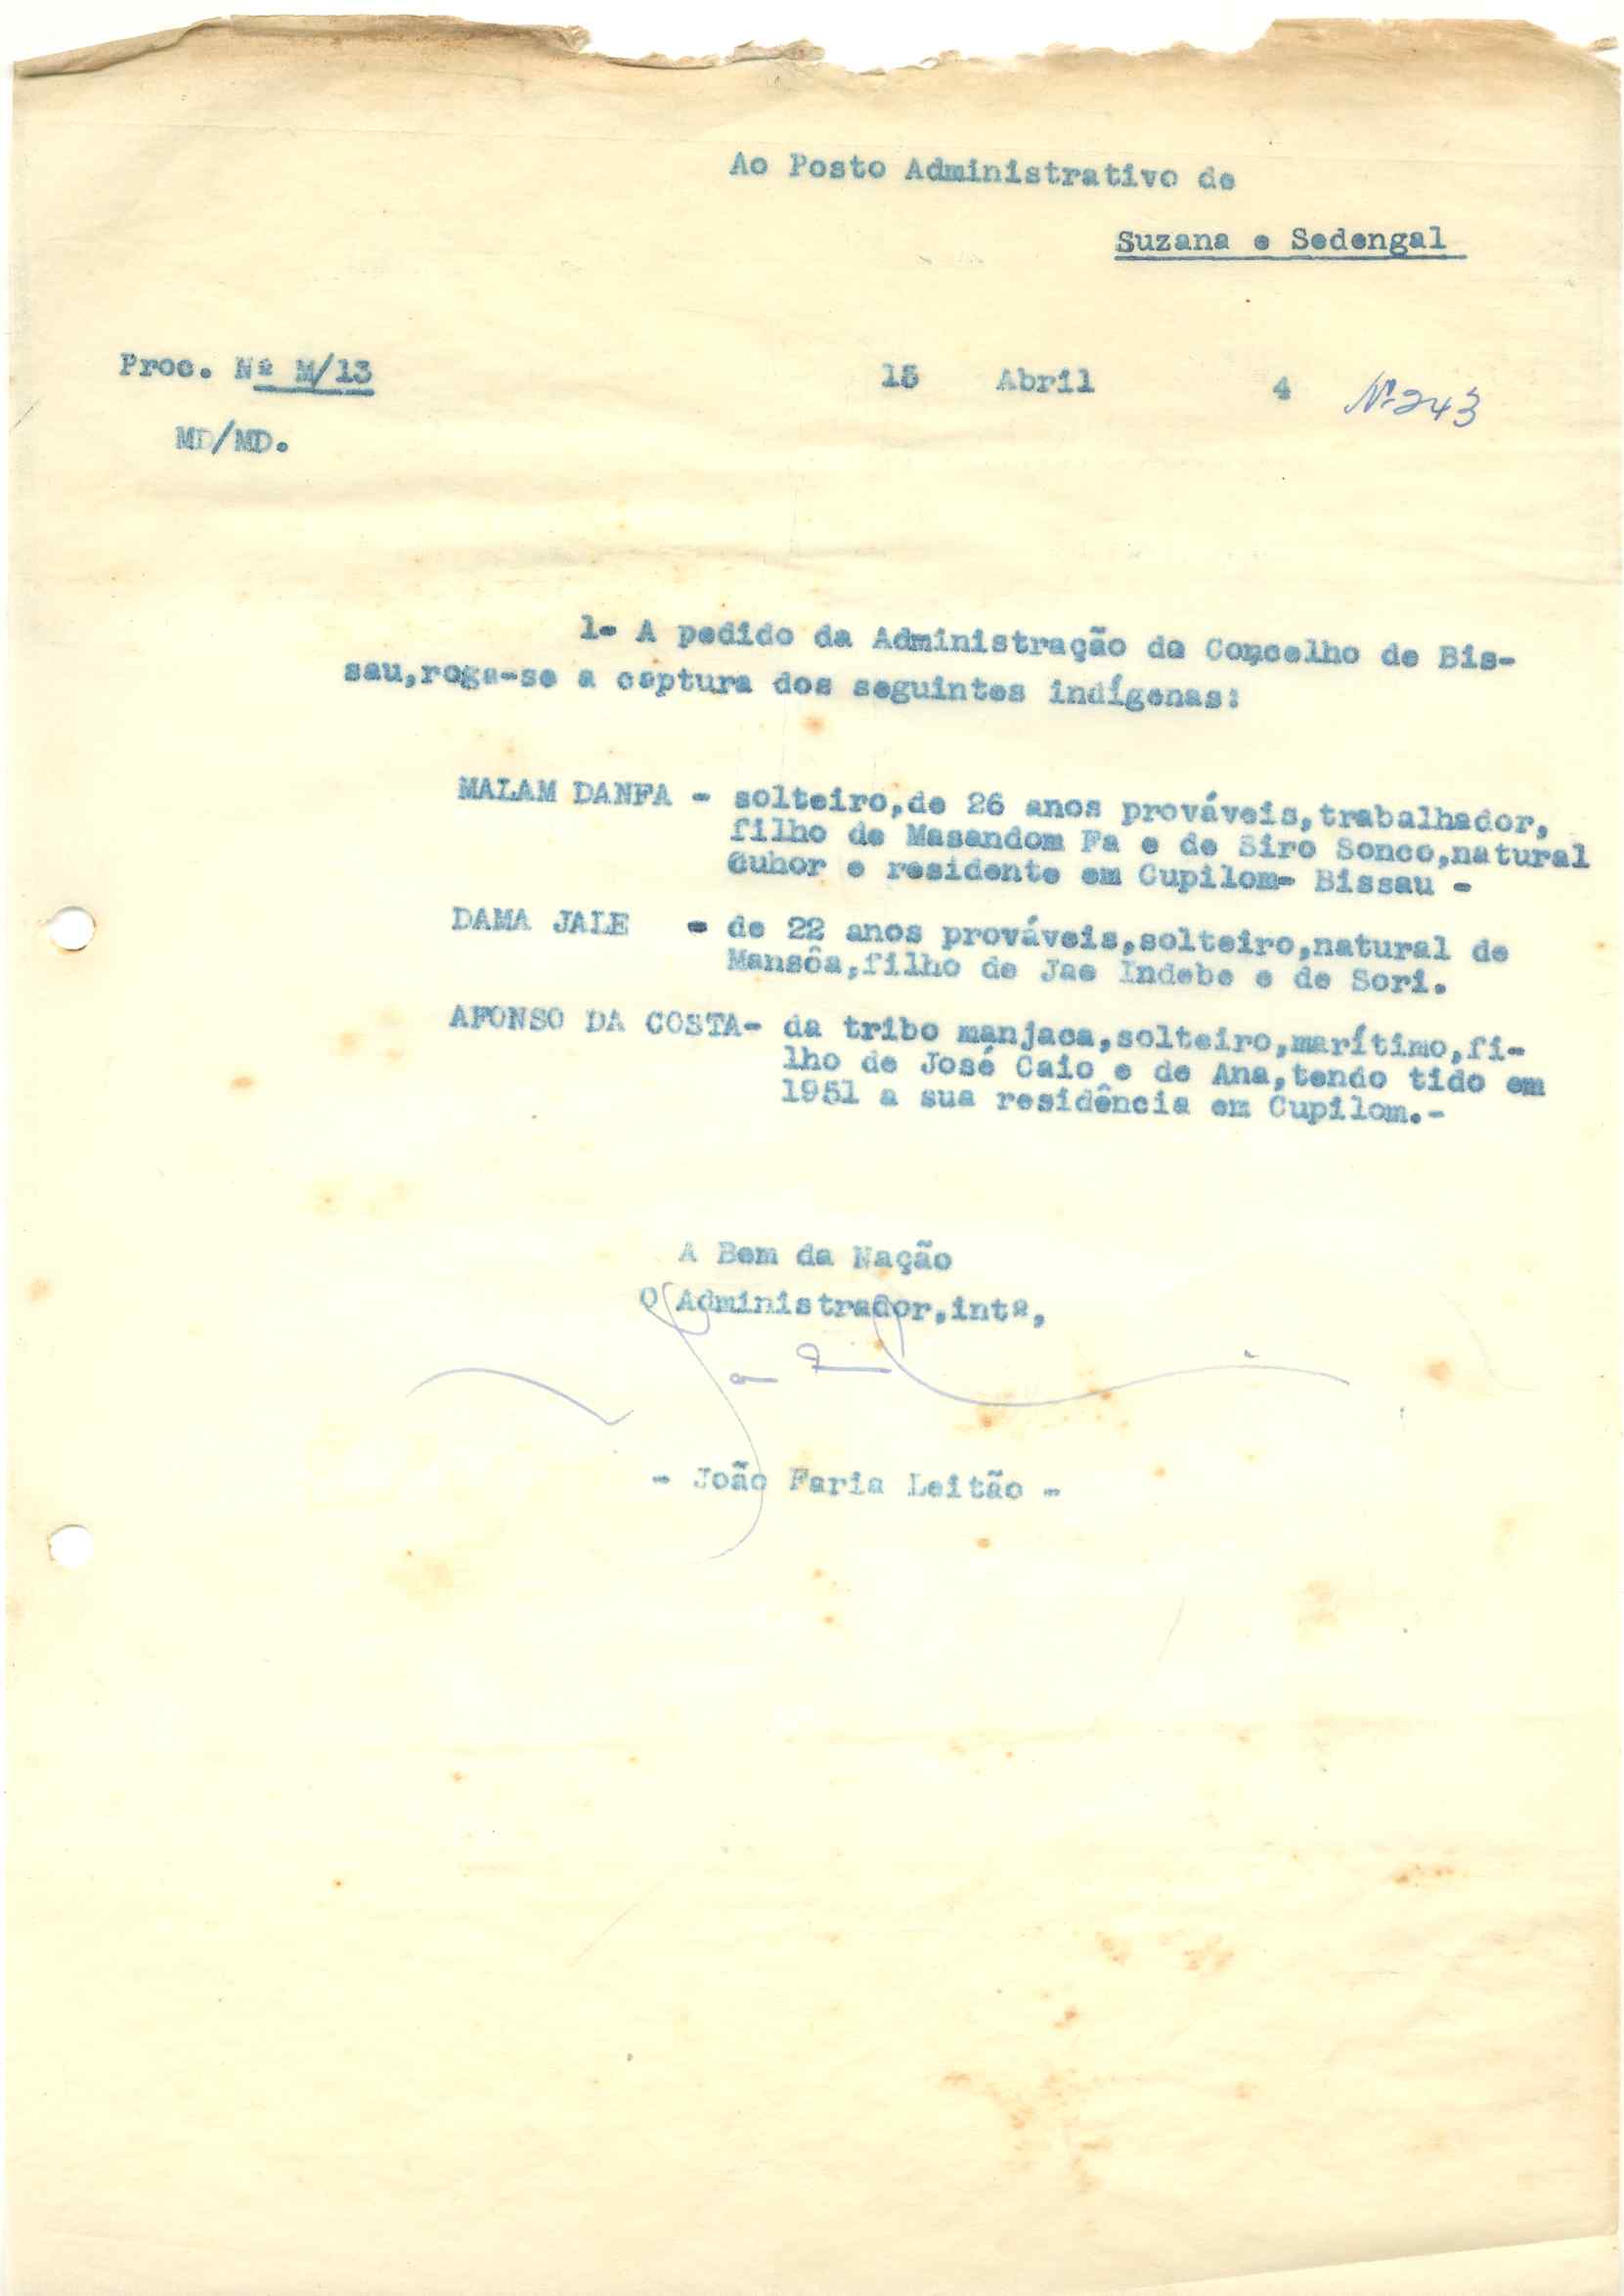 Ao Posto Administrativo de
Suzana e Sedengal
Proc. Nº M/13
15 Abril 4 Nº 243
MD/MD.
1- A pedido da Administração do Concelho de Bis-
sau,roga-se a captura dos seguintes indígenas:
MALAM DANFA - solteiro,de 26 anos prováveis,trabalhador,
filho de Masandom Fa e de Siro Sonco,natural
Cuhor e residente em Cupilom- Bissau -
DAMA JALE - de 22 anos prováveis,solteiro,natural de
Mansôa,filho de Jae Indebe e de Sori.
AFONSO DA COSTA- da tribo manjaca,solteiro,marítimo,fi-
lho de José Caio e de Ana,tendo tido em
1951 a sua residência em Cupilom.-
A Bem da Nação
O Administrador,intº,
- João Faria Leitão -